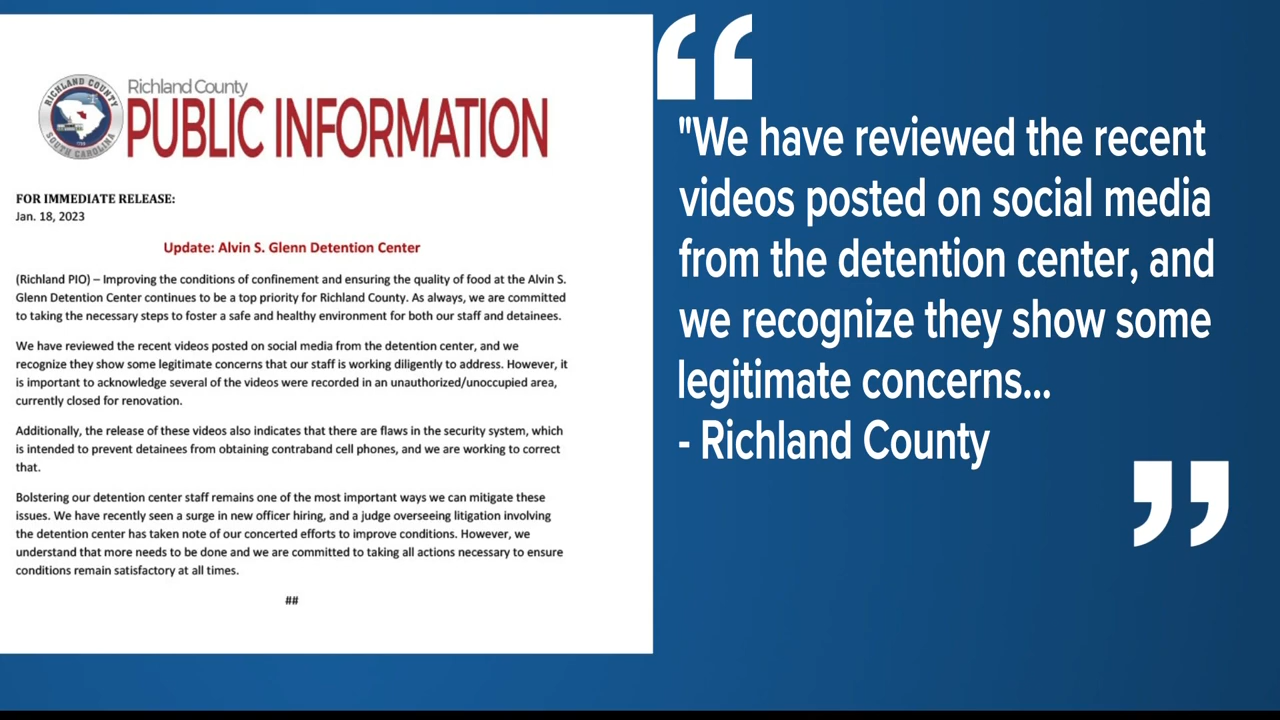 RICHLAND COUNTY
SOUTH CAROLINA
Richland County
PUBLIC INFORMATION
FOR IMMEDIATE RELEASE:
Jan. 18, 2023
Update: Alvin S. Glenn Detention Center
(Richland PIO) – Improving the conditions of confinement and ensuring the quality of food at the Alvin S.
Glenn Detention Center continues to be a top priority for Richland County. As always, we are committed
to taking the necessary steps to foster a safe and healthy environment for both our staff and detainees.
We have reviewed the recent videos posted on social media from the detention center, and we
recognize they show some legitimate concerns that our staff is working diligently to address. However, it
is important to acknowledge several of the videos were recorded in an unauthorized/unoccupied area,
currently closed for renovation.
Additionally, the release of these videos also indicates that there are flaws in the security system, which
is intended to prevent detainees from obtaining contraband cell phones, and we are working to correct
that.
Bolstering our detention center staff remains one of the most important ways we can mitigate these
issues. We have recently seen a surge in new officer hiring, and a judge overseeing litigation involving
the detention center has taken note of our concerted efforts to improve conditions. However, we
understand that more needs to be done and we are committed to taking all actions necessary to ensure
conditions remain satisfactory at all times.
##
“
"We have reviewed the recent
videos posted on social media
from the detention center, and
we recognize they show some
legitimate concerns...
- Richland County
”